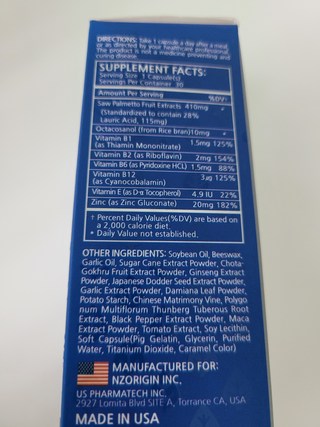 DIRECTIONS: Take 1 capsule a day after a meal
or as directed by your healthcare professional.
The product is not a medicine preventing and
curing disease.
SUPPLEMENT FACTS:
Serving Size 1 Capsule(s)
Servings Per Container 30
Amount Per Serving %DV†
Saw Palmetto Fruit Extracts 410mg *
(Standardized to contain 28%
Lauric Acid, 115mg)
Octacosanol (from Rice bran)10mg *
Vitamin B1
(as Thiamin Mononitrate) 1.5mg 125%
Vitamin B2 (as Riboflavin) 2mg 154%
Vitamin B6 (as Pyridoxine HCL) 1.5mg 88%
Vitamin B12 3㎍ 125%
(as Cyanocobalamin)
Vitamin E (as D-α Tocopherol) 4.9 IU 22%
Zinc (as Zinc Gluconate) 20mg 182%
† Percent Daily Values(%DV) are based on
a 2,000 calorie diet.
* Daily Value not established.
OTHER INGREDIENTS: Soybean Oil, Beeswax,
Garlic Oil, Sugar Cane Extract Powder, Chota-
Gokhru Fruit Extract Powder, Ginseng Extract
Powder, Japanese Dodder Seed Extract Powder,
Garlic Extract Powder, Damiana Leaf Powder,
Potato Starch, Chinese Matrimony Vine, Polygo
num Multiflorum Thunberg Tuberous Root
Extract, Black Pepper Extract Powder, Maca
Extract Powder, Tomato Extract, Soy Lecithin,
Soft Capsule(Pig Gelatin, Glycerin, Purified
Water, Titanium Dioxide, Caramel Color)
MANUFACTURED FOR:
NZORIGIN INC.
US PHARMATECH INC.
2927 Lomita Blvd SITE A, Torrance CA, USA
MADE IN USA